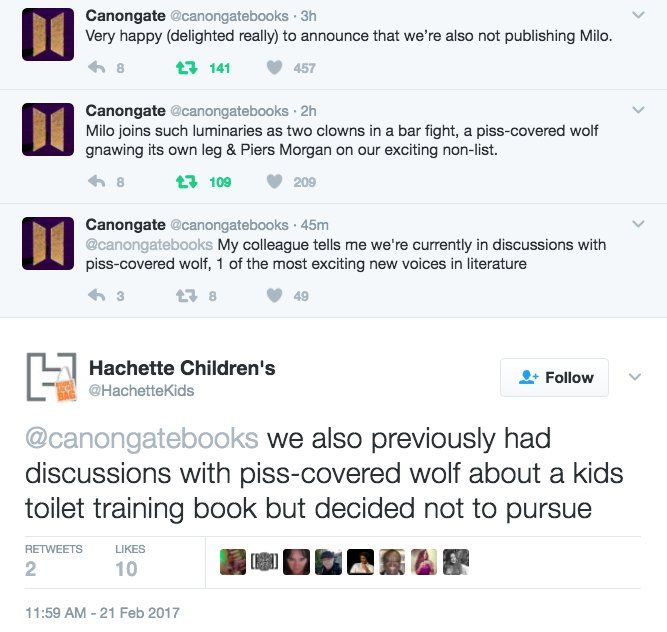 Canongate @canongatebooks · 3h
Very happy (delighted really) to announce that we're also not publishing Milo.
8 141 457
Canongate @canongatebooks · 2h
Milo joins such luminaries as two clowns in a bar fight, a piss-covered wolf
gnawing its own leg & Piers Morgan on our exciting non-list.
8 109 209
Canongate @canongatebooks · 45m
@canongatebooks My colleague tells me we're currently in discussions with
piss-covered wolf, 1 of the most exciting new voices in literature
3 8 49
Hachette Children's
@HachetteKids
Follow
@canongatebooks we also previously had
discussions with piss-covered wolf about a kids
toilet training book but decided not to pursue
RETWEETS LIKES
2 10
11:59 AM - 21 Feb 2017